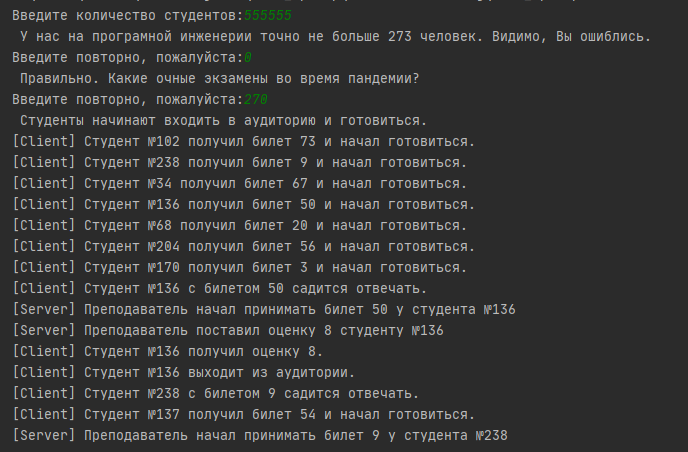 Введите количество студентов:555555
У нас на програмной инженерии точно не больше 273 человек. Видимо, Вы ошиблись.
Введите повторно, пожалуйста:0
Правильно. Какие очные экзамены во время пандемии?
Введите повторно, пожалуйста:270
Студенты начинают входить в аудиторию и готовиться.
[Client] Студент №102 получил билет 73 и начал готовиться.
[Client] Студент №238 получил билет 9 и начал готовиться.
[Client] Студент №34 получил билет 67 и начал готовиться.
[Client] Студент №136 получил билет 50 и начал готовиться.
[Client] Студент №68 получил билет 20 и начал готовиться.
[Client] Студент №204 получил билет 56 и начал готовиться.
[Client] Студент №170 получил билет 3 и начал готовиться.
[Client] Студент №136 с билетом 50 садится отвечать.
[Server] Преподаватель начал принимать билет 50 у студента №136
[Server] Преподаватель поставил оценку 8 студенту №136
[Client] Студент №136 получил оценку 8.
[Client] Студент №136 выходит из аудитории.
[Client] Студент №238 с билетом 9 садится отвечать.
[Client] Студент №137 получил билет 54 и начал готовиться.
[Server] Преподаватель начал принимать билет 9 у студента №238